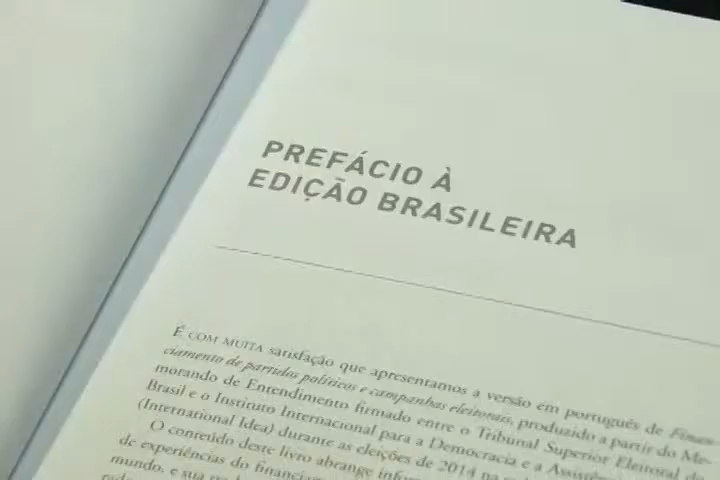 PREFÁCIO À
EDIÇÃO BRASILEIRA
É COM MUITA satisfação que apresentamos a versão em português de Finan-
ciamento de partidos políticos e campanhas eleitorais, produzido a partir do Me-
morando de Entendimento firmado entre o Tribunal Superior Eleitoral do
Brasil e o Instituto Internacional para a Democracia e a Assistência
(International Idea) durante as eleições de 2014
O conteúdo deste livro abrange
de experiências do
mundo, e sua